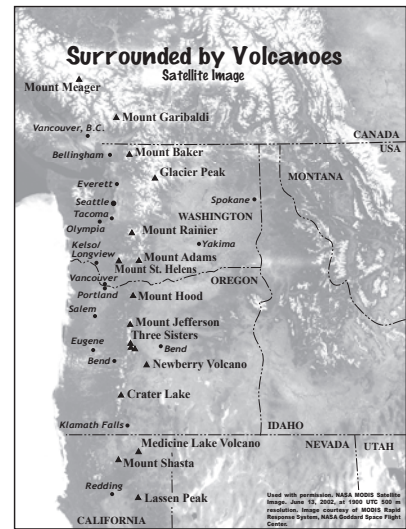 Surrounded by Volcanoes
Satellite Image
Mount Meager
Mount Garibaldi
Vancouver, B.C.
CANADA
USA
Bellingham
Mount Baker
Glacier Peak
MONTANA
Everett
Seattle
Spokane
Tacoma
WASHINGTON
Olympia
Mount Rainier
Kelso/
Longview
Yakima
Mount Adams
Mount St. Helens
Vancouver
OREGON
Portland
Mount Hood
Salem
Mount Jefferson
Three Sisters
Eugene
Bend
Bend
Newberry Volcano
Crater Lake
Klamath Falls
IDAHO
Medicine Lake Volcano
NEVADA
UTAH
Mount Shasta
Redding
Lassen Peak
CALIFORNIA
Used with permission. NASA MODIS Satellite
Image. June 13, 2002, at 1900 UTC 500 m
resolution. Image courtesy of MODIS Rapid
Response System, NASA Goddard Space Flight
Center.